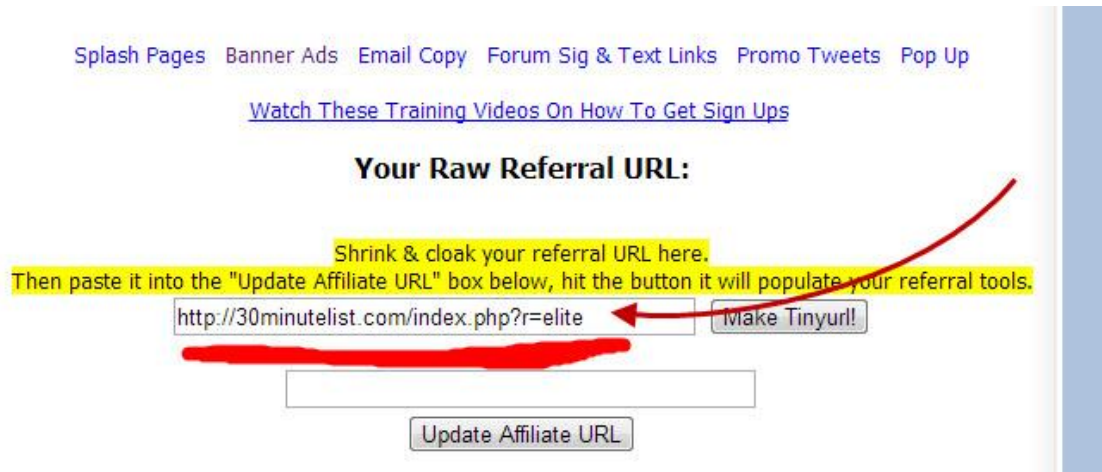 Splash Pages Banner Ads Email Copy Forum Sig & Text Links Promo Tweets Pop Up
Watch These Training Videos On How To Get Sign Ups
Your Raw Referral URL:
Shrink & cloak your referral URL here.
Then paste it into the "Update Affiliate URL" box below, hit the button it will populate your referral tools.
http://30minutelist.com/index.php?r=elite Make Tinyurl!
Update Affiliate URL